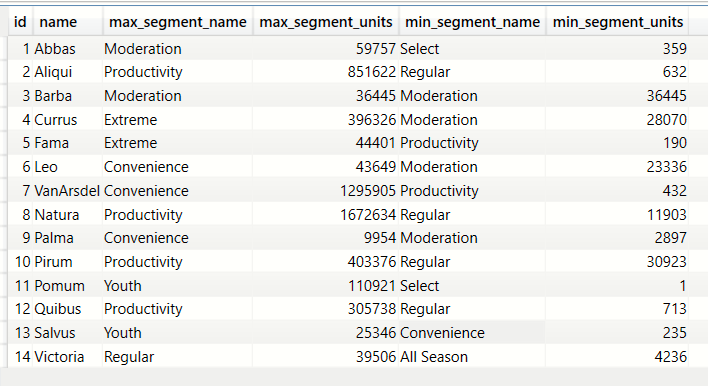 id name max_segment_name max_segment_units min_segment_name min_segment_units
1 Abbas Moderation 59757 Select 359
2 Aliqui Productivity 851622 Regular 632
3 Barba Moderation 36445 Moderation 36445
4 Currus Extreme 396326 Moderation 28070
5 Fama Extreme 44401 Productivity 190
6 Leo Convenience 43649 Moderation 23336
7 VanArsdel Convenience 1295905 Productivity 432
8 Natura Productivity 1672634 Regular 11903
9 Palma Convenience 9954 Moderation 2897
10 Pirum Productivity 403376 Regular 30923
11 Pomum Youth 110921 Select 1
12 Quibus Productivity 305738 Regular 713
13 Salvus Youth 25346 Convenience 235
14 Victoria Regular 39506 All Season 4236